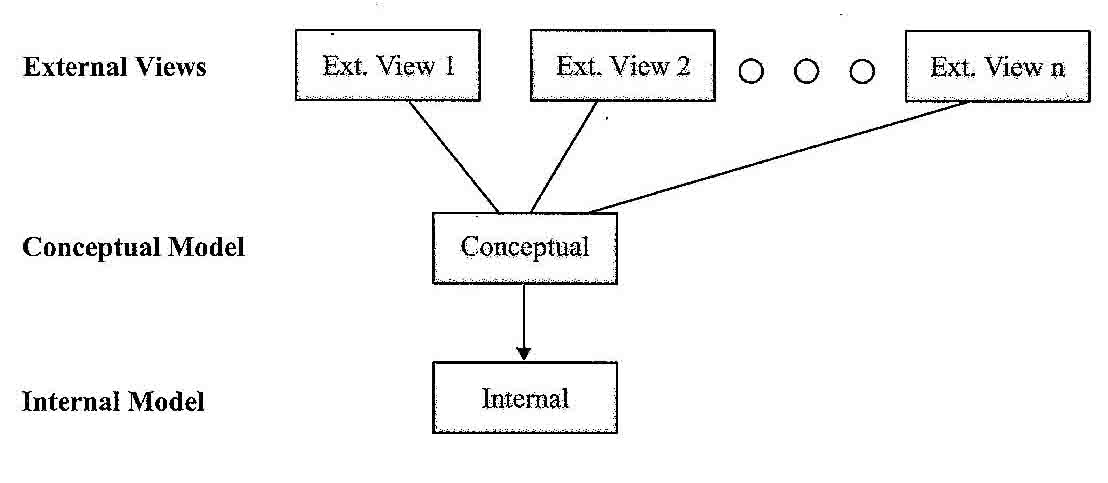 External Views Ext. View 1 Ext. View 2 Ext. View n
Conceptual Model Conceptual
Internal Model Internal